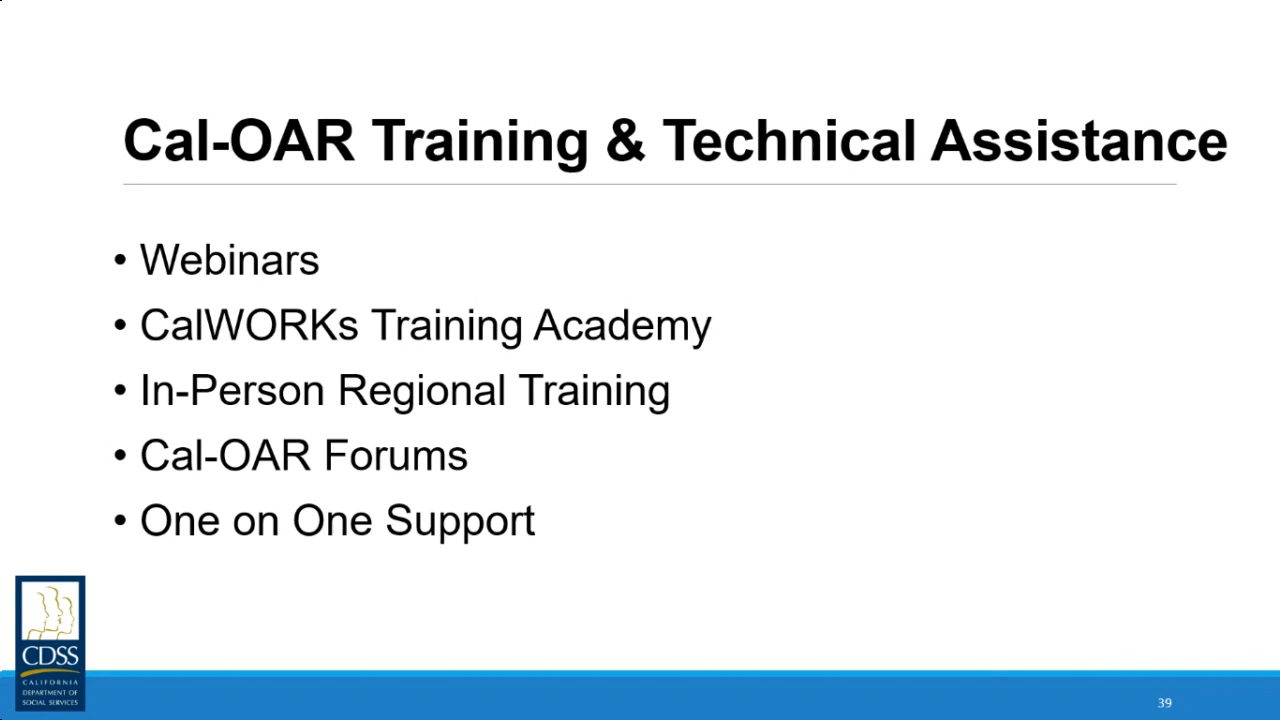 Cal-OAR Training & Technical Assistance
• Webinars
• CalWORKs Training Academy
• In-Person Regional Training
• Cal-OAR Forums
• One on One Support
CDSS
CALIFORNIA
DEPARTMENT OF
SOCIAL SERVICES
39